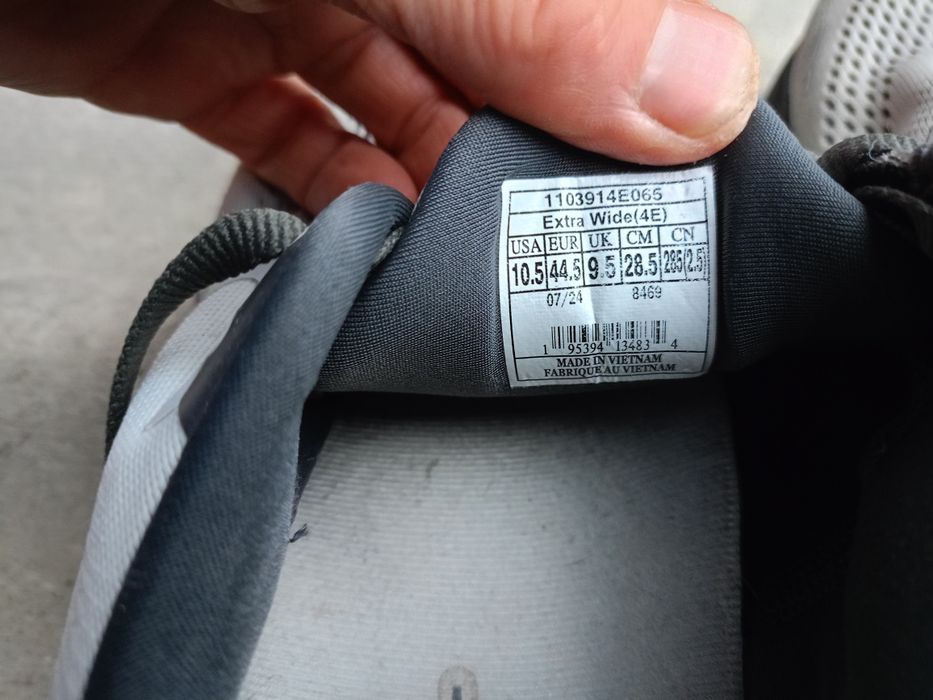 1103914E065
Extra Wide(4E)
USA EUR UK CM CN
10.5 44.5 9.5 28.5 285(2.5)
07/24 8469
1 95394 13483 4
MADE IN VIETNAM
FABRIQUE AU VIETNAM